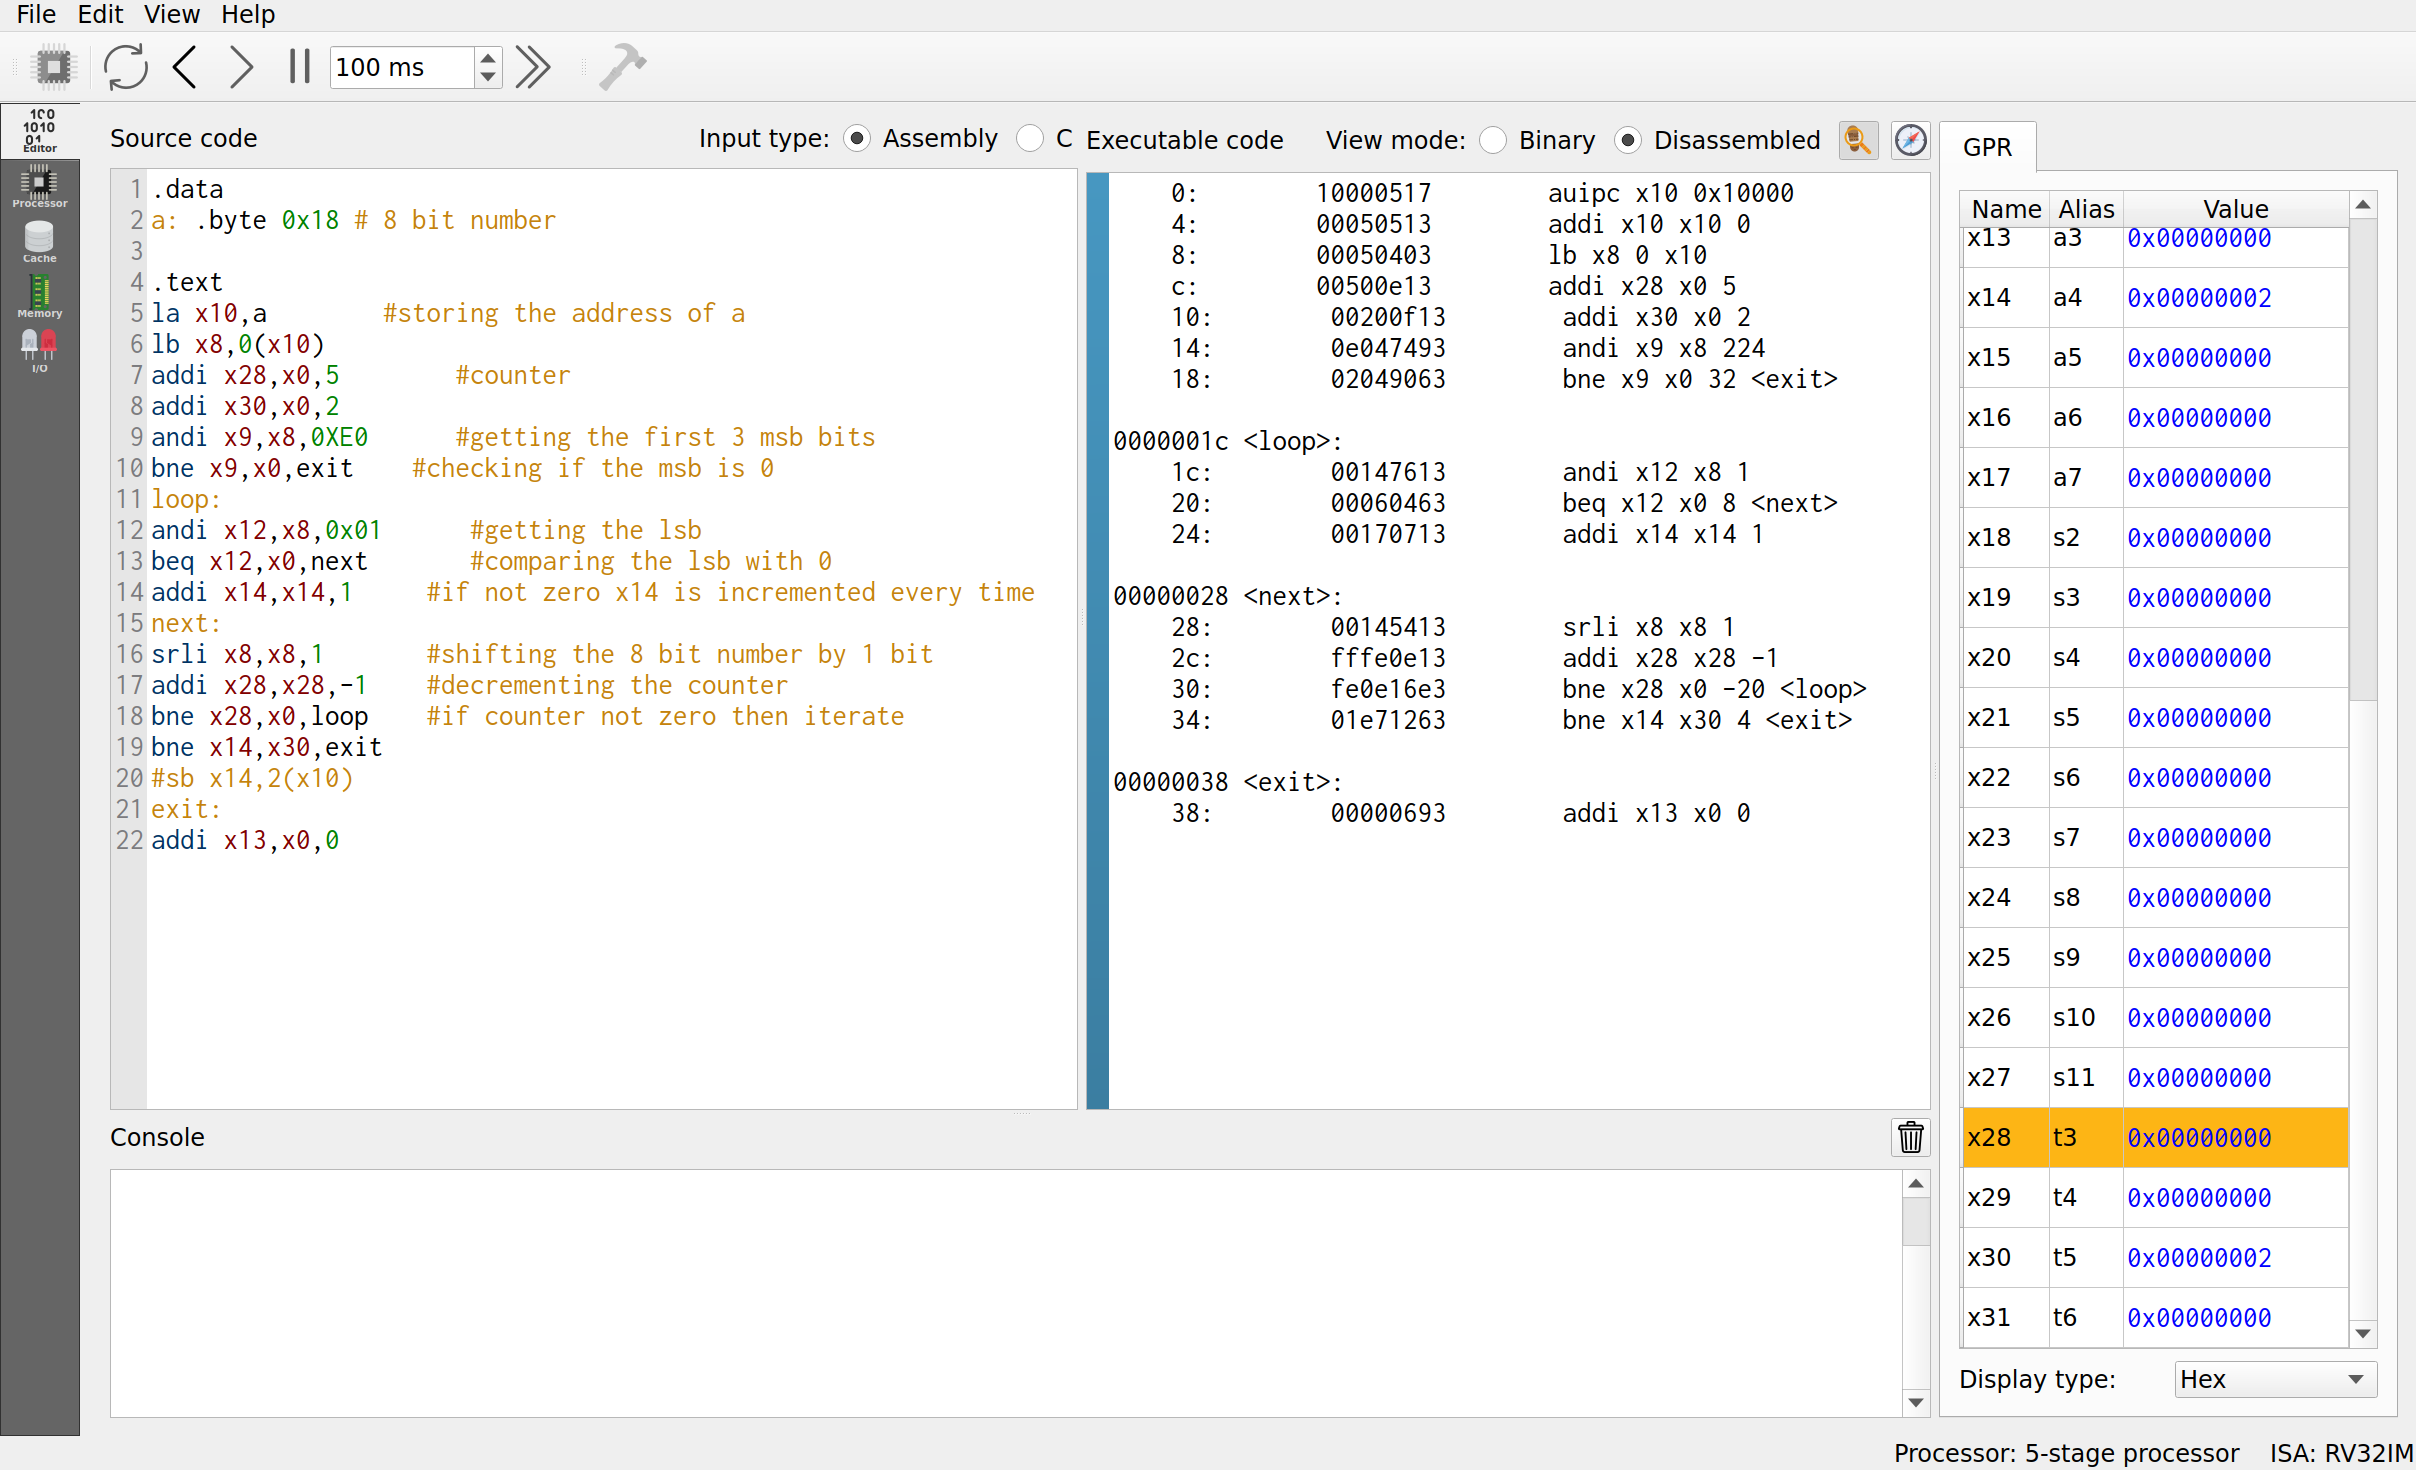 File Edit View Help
100 ms
Editor
Processor
Cache
Memory
I/O
Source code Input type: Assembly C
1 .data
2 a: .byte 0x18 # 8 bit number
3
4 .text
5 la x10,a #storing the address of a
6 lb x8,0(x10)
7 addi x28,x0,5 #counter
8 addi x30,x0,2
9 andi x9,x8,0XE0 #getting the first 3 msb bits
10 bne x9,x0,exit #checking if the msb is 0
11 loop:
12 andi x12,x8,0x01 #getting the lsb
13 beq x12,x0,next #comparing the lsb with 0
14 addi x14,x14,1 #if not zero x14 is incremented every time
15 next:
16 srli x8,x8,1 #shifting the 8 bit number by 1 bit
17 addi x28,x28,-1 #decrementing the counter
18 bne x28,x0,loop #if counter not zero then iterate
19 bne x14,x30,exit
20 #sb x14,2(x10)
21 exit:
22 addi x13,x0,0
Executable code View mode: Binary Disassembled
0: 10000517 auipc x10 0x10000
4: 00050513 addi x10 x10 0
8: 00050403 lb x8 0 x10
c: 00500e13 addi x28 x0 5
10: 00200f13 addi x30 x0 2
14: 0e047493 andi x9 x8 224
18: 02049063 bne x9 x0 32 <exit>
0000001c <loop>:
1c: 00147613 andi x12 x8 1
20: 00060463 beq x12 x0 8 <next>
24: 00170713 addi x14 x14 1
00000028 <next>:
28: 00145413 srli x8 x8 1
2c: fffe0e13 addi x28 x28 -1
30: fe0e16e3 bne x28 x0 -20 <loop>
34: 01e71263 bne x14 x30 4 <exit>
00000038 <exit>:
38: 00000693 addi x13 x0 0
Console
GPR
Name Alias Value
x13 a3 0x00000000
x14 a4 0x00000002
x15 a5 0x00000000
x16 a6 0x00000000
x17 a7 0x00000000
x18 s2 0x00000000
x19 s3 0x00000000
x20 s4 0x00000000
x21 s5 0x00000000
x22 s6 0x00000000
x23 s7 0x00000000
x24 s8 0x00000000
x25 s9 0x00000000
x26 s10 0x00000000
x27 s11 0x00000000
x28 t3 0x00000000
x29 t4 0x00000000
x30 t5 0x00000002
x31 t6 0x00000000
Display type: Hex
Processor: 5-stage processor ISA: RV32IM